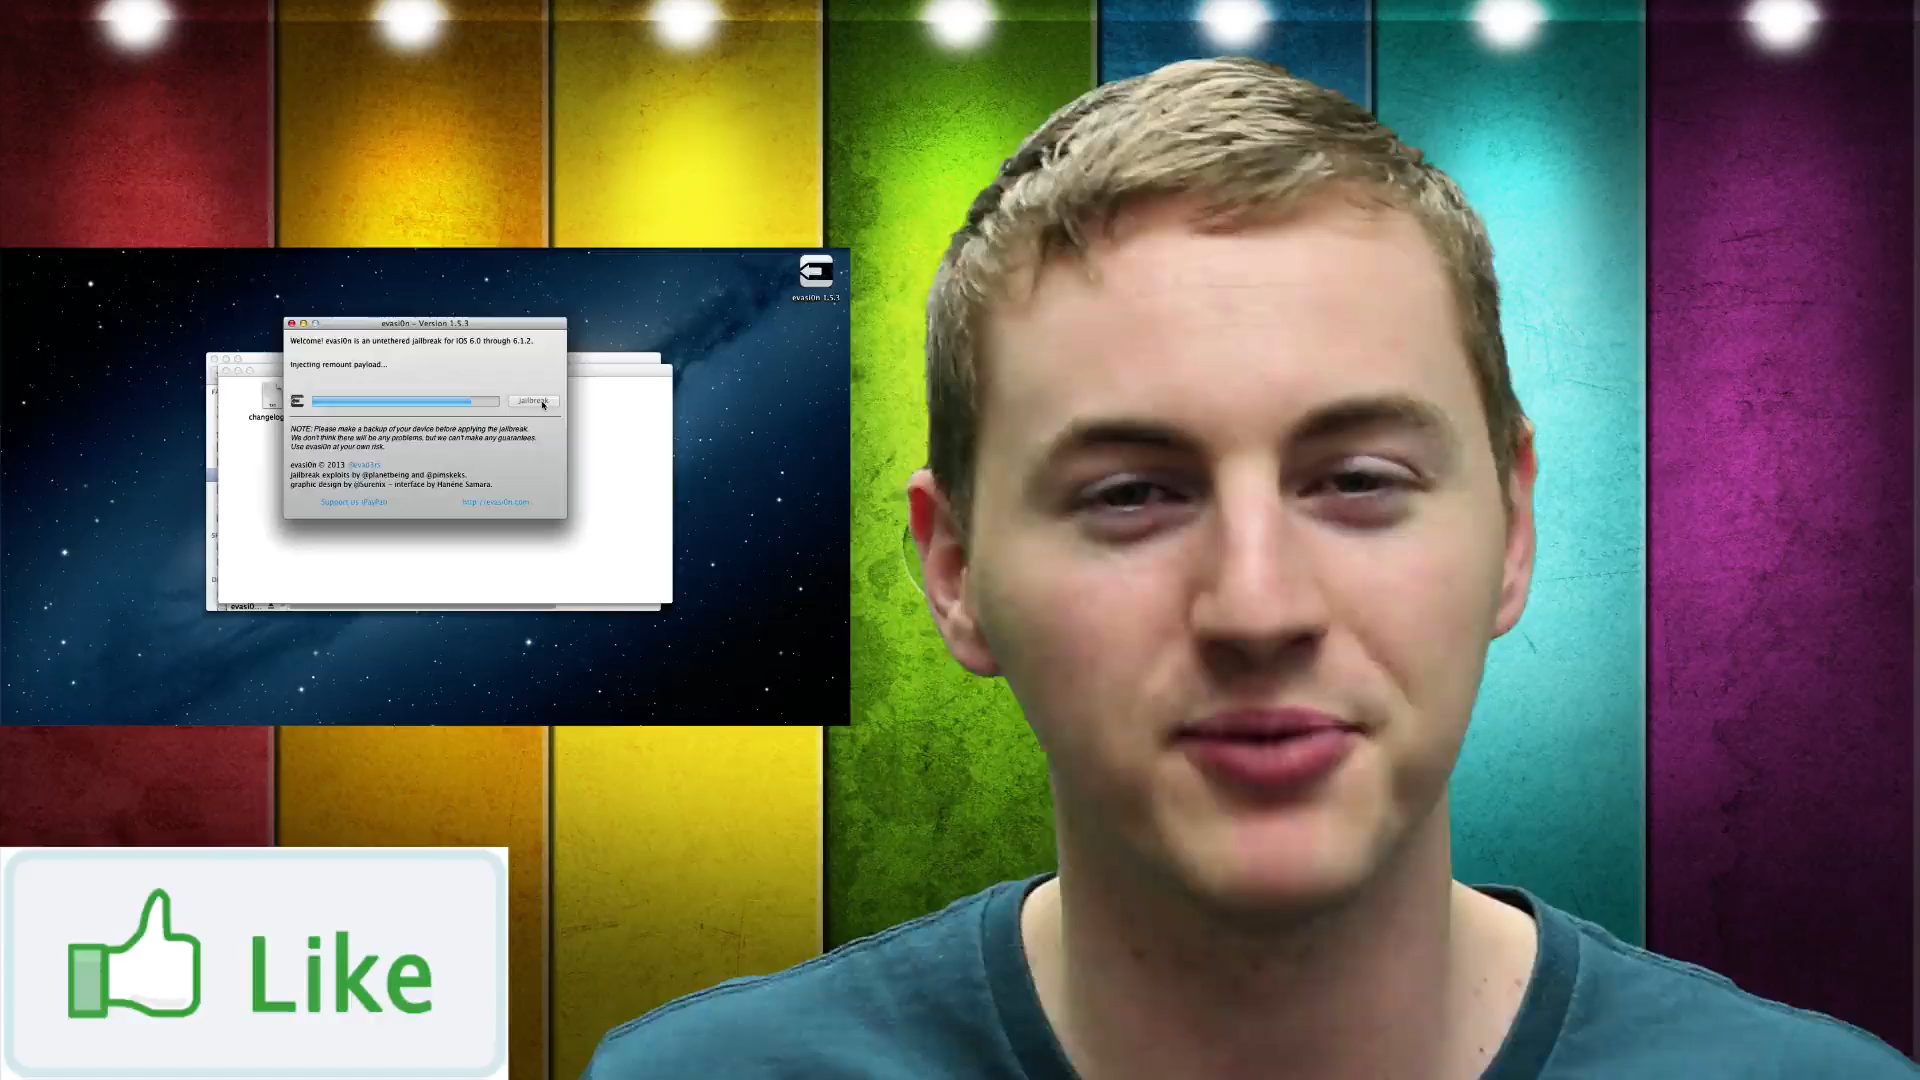 evasi0n 1.5.3
evasi0n – Version 1.5.3
Welcome! evasi0n is an untethered jailbreak for iOS 6.0 through 6.1.2.
Injecting remount payload...
Jailbreak
changelog
NOTE: Please make a backup of your device before applying the jailbreak.
We don't think there will be any problems, but we can't make any guarantees.
Use evasi0n at your own risk.
evasi0n © 2013 @evad3rs
jailbreak exploits by @planetbeing and @pimskeks.
graphic design by @Surenix – interface by Hanéne Samara.
http://evasi0n.com
evasi0...
Like